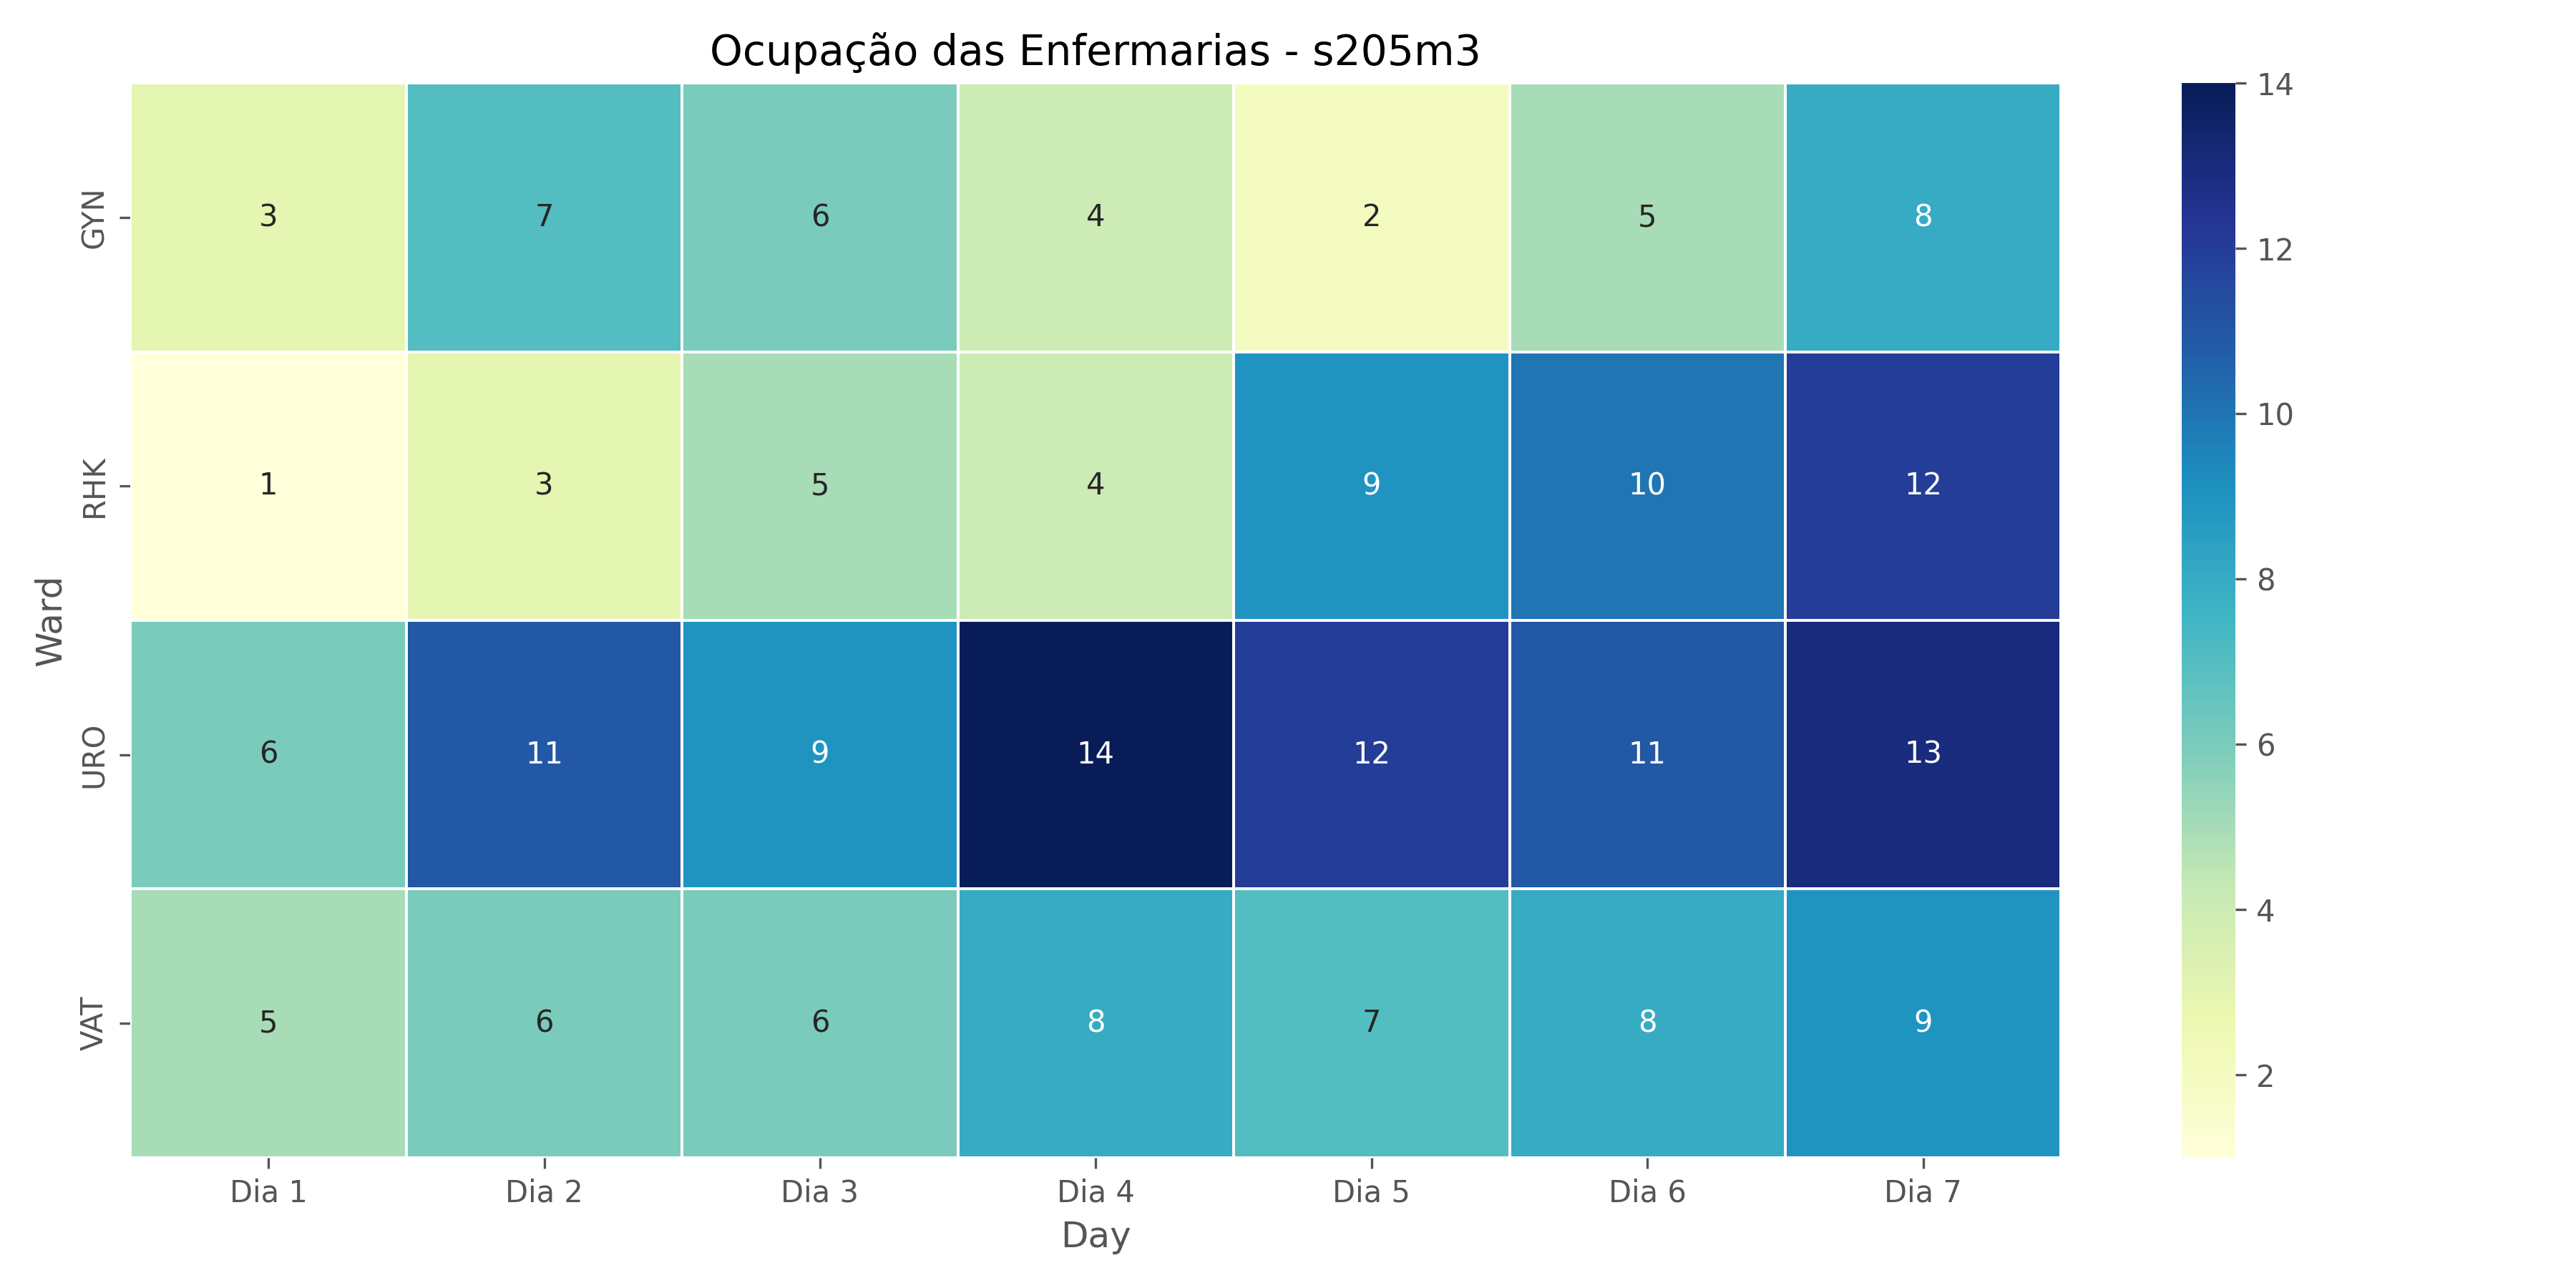 Ocupação das Enfermarias - s205m3
Ward
GYN
3 7 6 4 2 5 8
RHK
1 3 5 4 9 10 12
URO
6 11 9 14 12 11 13
VAT
5 6 6 8 7 8 9
Dia 1 Dia 2 Dia 3 Dia 4 Dia 5 Dia 6 Dia 7
Day
14
12
10
8
6
4
2